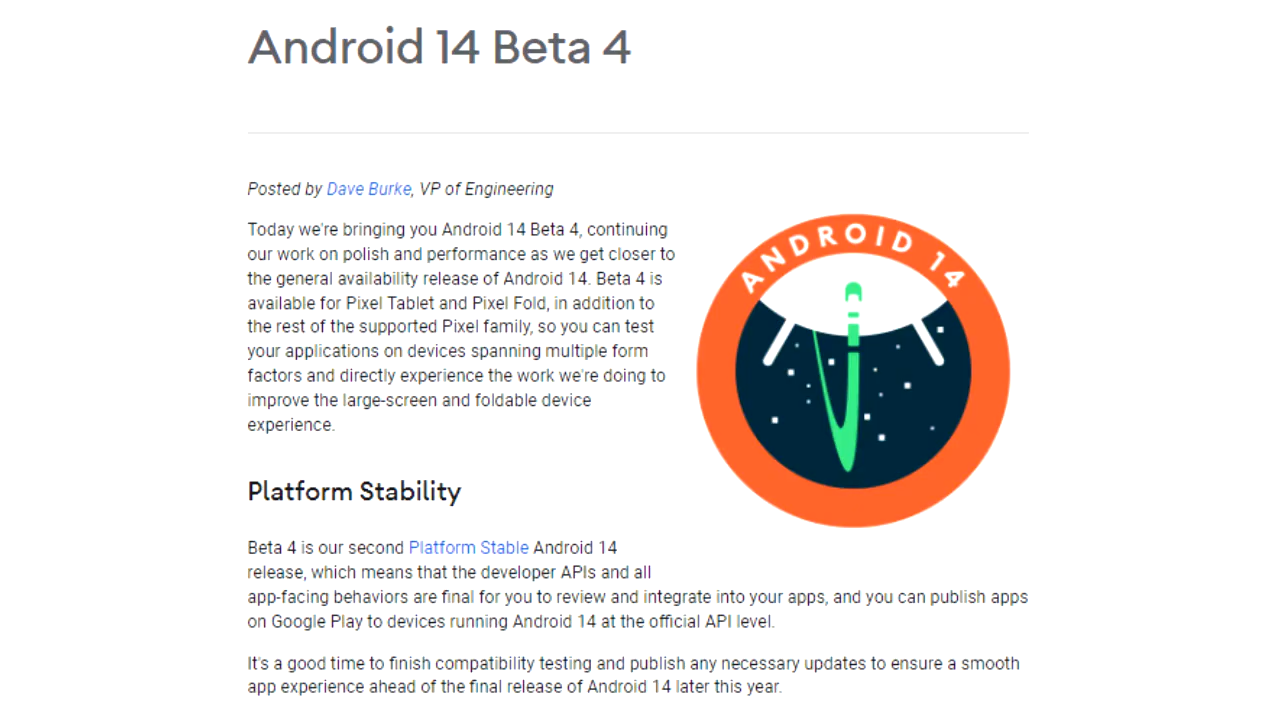 Android 14 Beta 4
Posted by Dave Burke, VP of Engineering
Today we're bringing you Android 14 Beta 4, continuing
our work on polish and performance as we get closer to
the general availability release of Android 14. Beta 4 is
available for Pixel Tablet and Pixel Fold, in addition to
the rest of the supported Pixel family, so you can test
your applications on devices spanning multiple form
factors and directly experience the work we're doing to
improve the large-screen and foldable device
experience.
ANDROID 14
Platform Stability
Beta 4 is our second Platform Stable Android 14
release, which means that the developer APIs and all
app-facing behaviors are final for you to review and integrate into your apps, and you can publish apps
on Google Play to devices running Android 14 at the official API level.
It's a good time to finish compatibility testing and publish any necessary updates to ensure a smooth
app experience ahead of the final release of Android 14 later this year.